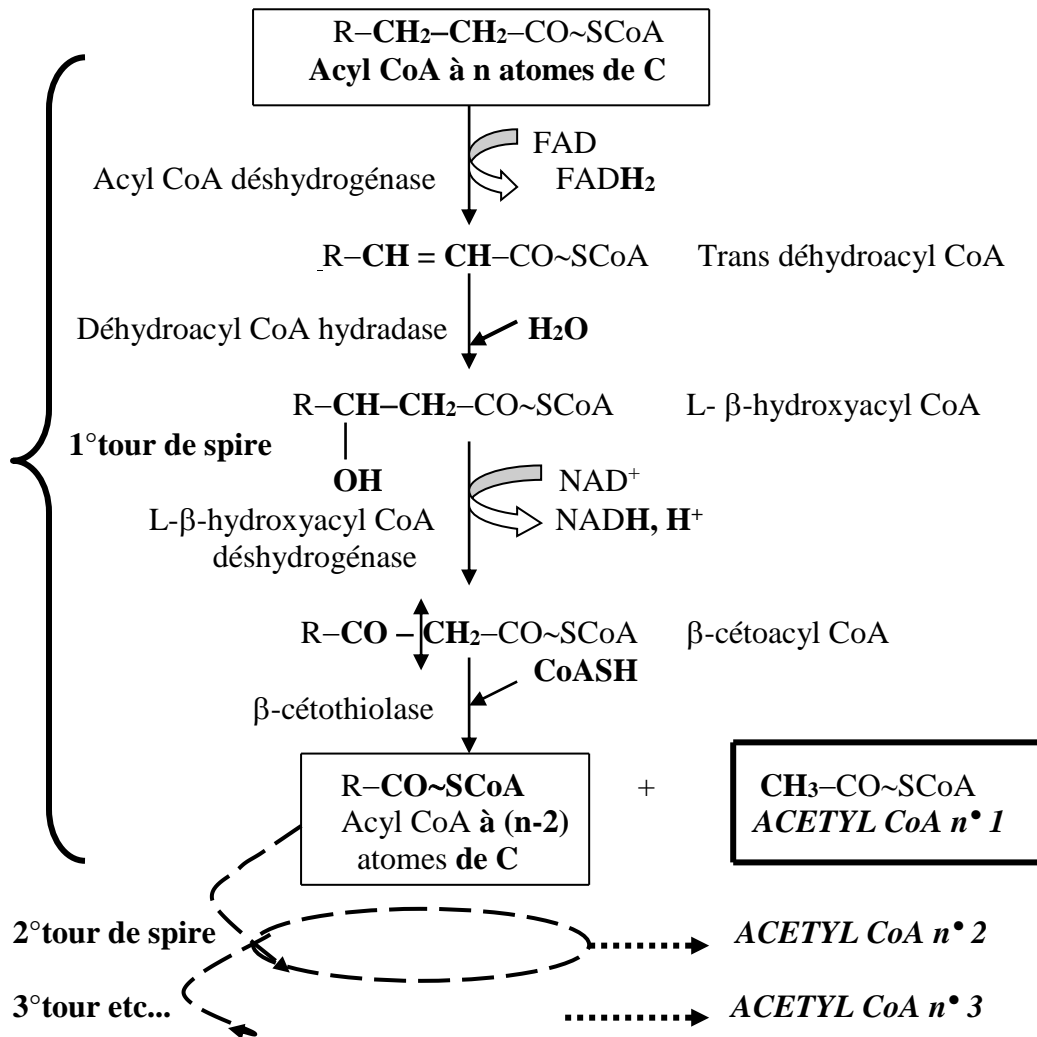 R–CH₂–CH₂–CO~SCoA
Acyl CoA à n atomes de C
FAD
Acyl CoA déshydrogénase
FADH₂
R–CH = CH–CO~SCoA Trans déhydroacyl CoA
Déhydroacyl CoA hydradase
H₂O
R–CH–CH₂–CO~SCoA L- β-hydroxyacyl CoA
1°tour de spire
OH
NAD⁺
L-β-hydroxyacyl CoA
NADH, H⁺
déshydrogénase
R–CO – CH₂–CO~SCoA β-cétoacyl CoA
CoASH
β-cétothiolase
R–CO~SCoA + CH₃–CO~SCoA
Acyl CoA à (n-2) ACETYL CoA n• 1
atomes de C
2°tour de spire ACETYL CoA n• 2
3°tour etc... ACETYL CoA n• 3